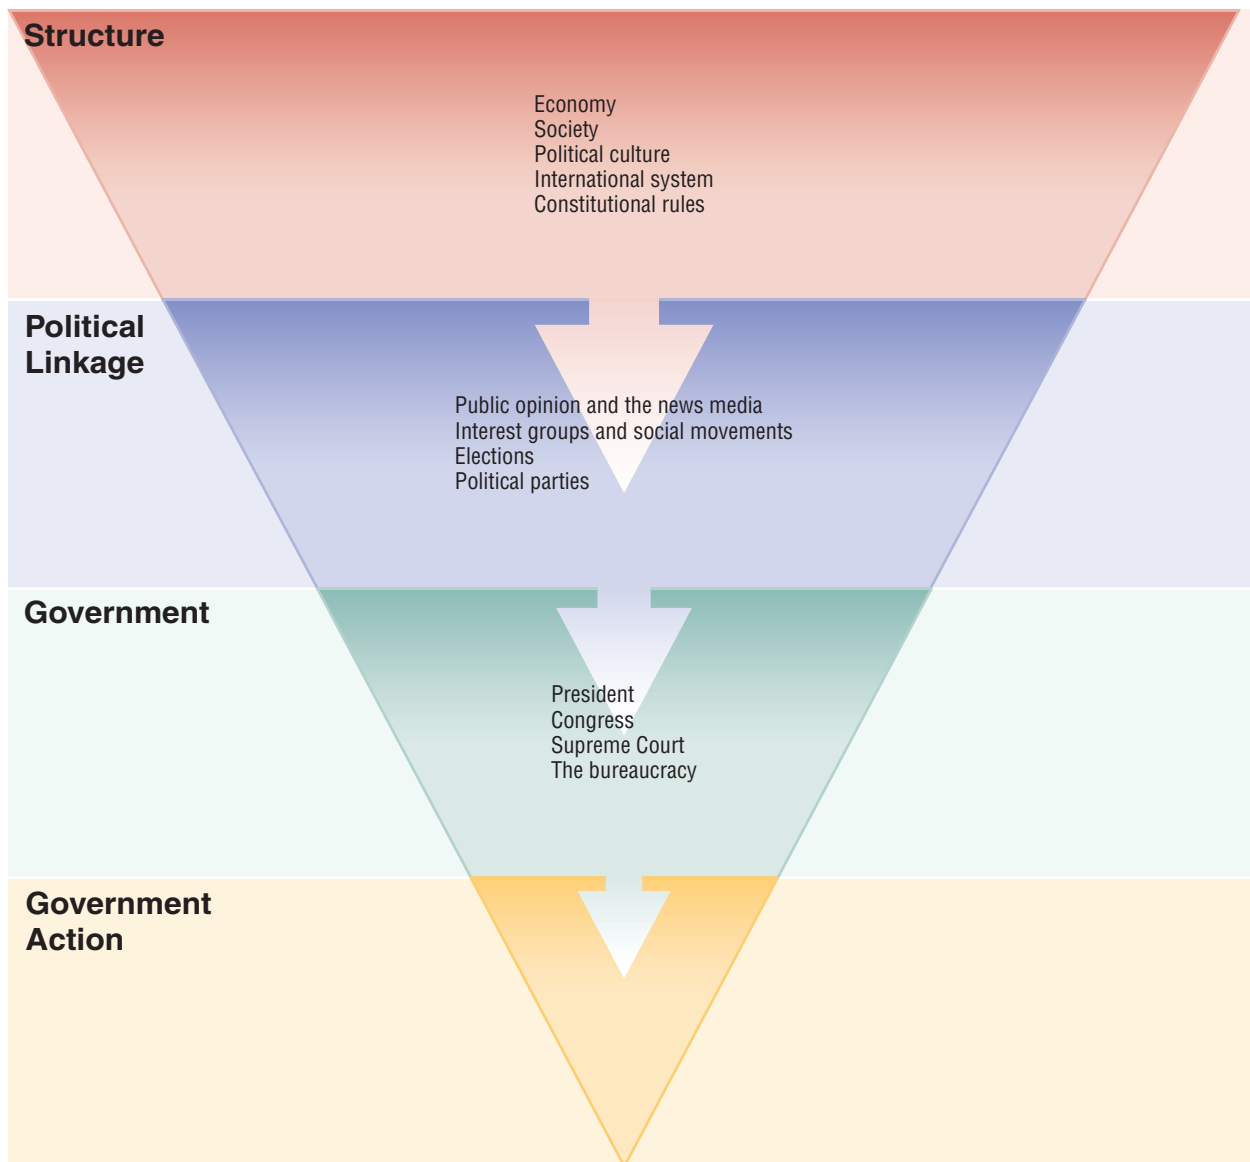 Structure
Economy
Society
Political culture
International system
Constitutional rules
Political
Linkage
Public opinion and the news media
Interest groups and social movements
Elections
Political parties
Government
President
Congress
Supreme Court
The bureaucracy
Government
Action